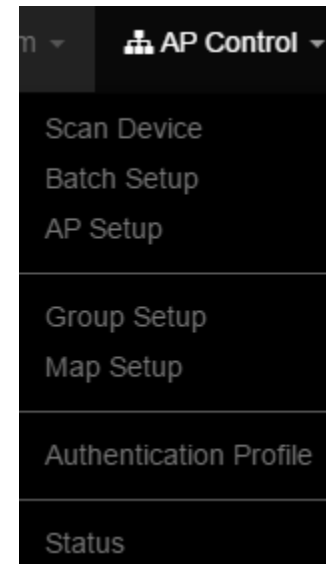 AP Control
Scan Device
Batch Setup
AP Setup
Group Setup
Map Setup
Authentication Profile
Status